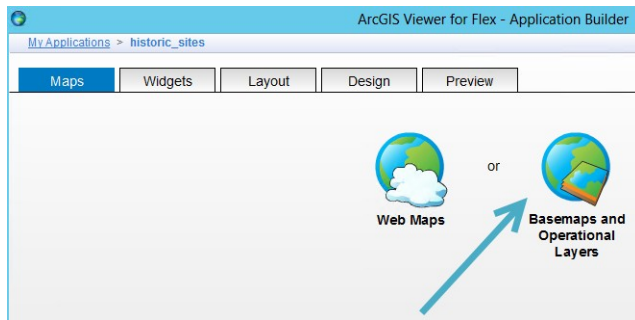 ArcGIS Viewer for Flex - Application Builder
My Applications > historic_sites
Maps Widgets Layout Design Preview
or
Web Maps
Basemaps and
Operational
Layers